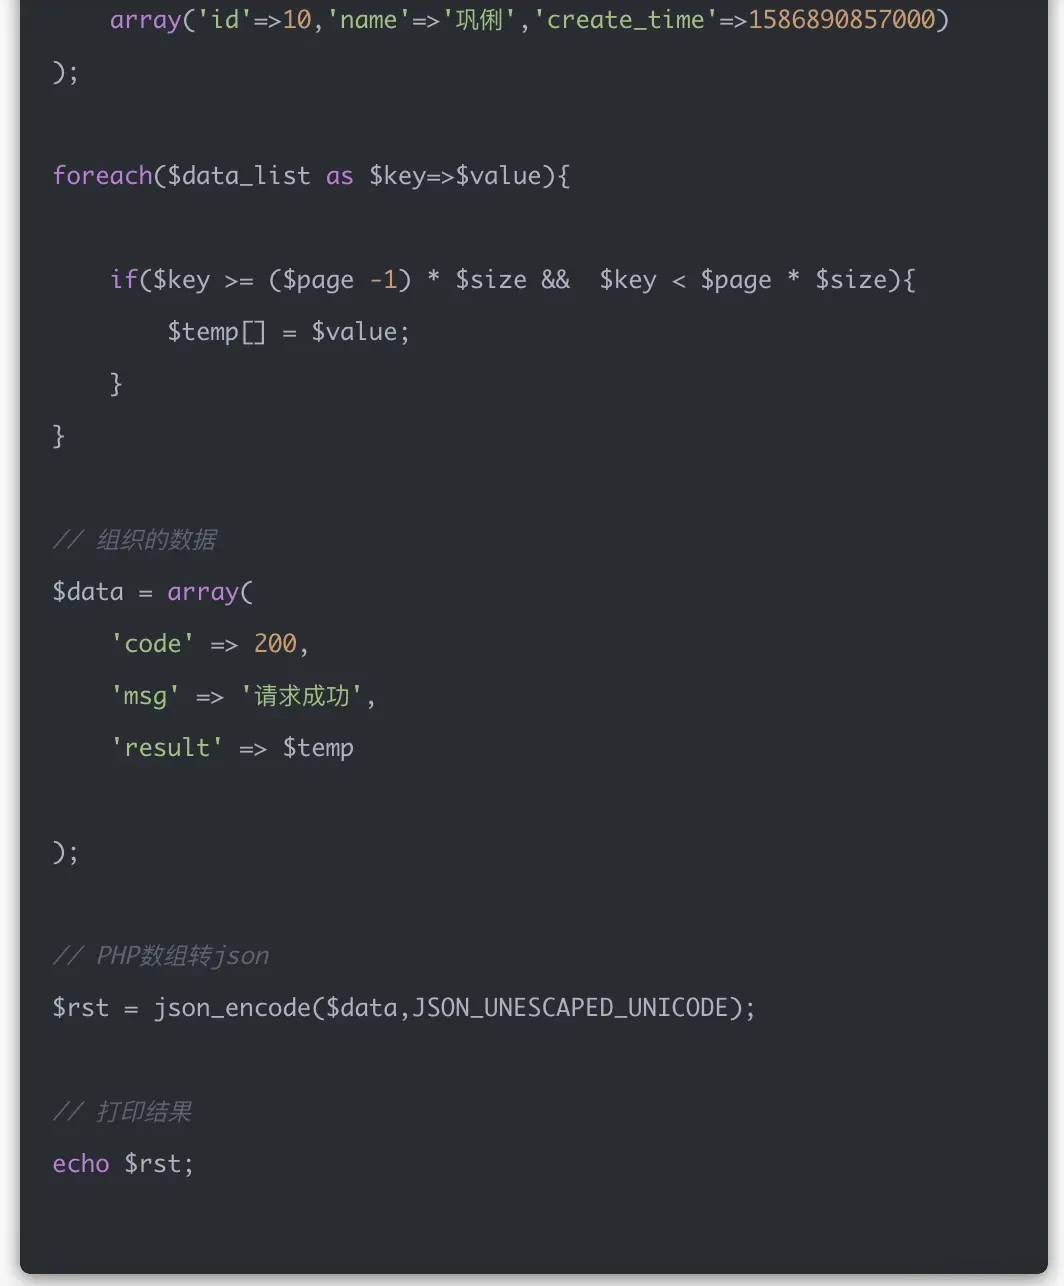 array('id'=>10,'name'=>'巩俐','create_time'=>1586890857000)
);
foreach($data_list as $key=>$value){
if($key >= ($page -1) * $size &&  $key < $page * $size){
$temp[] = $value;
}
}
// 组织的数据
$data = array(
'code' => 200,
'msg' => '请求成功',
'result' => $temp
);
// PHP数组转json
$rst = json_encode($data,JSON_UNESCAPED_UNICODE);
// 打印结果
echo $rst;